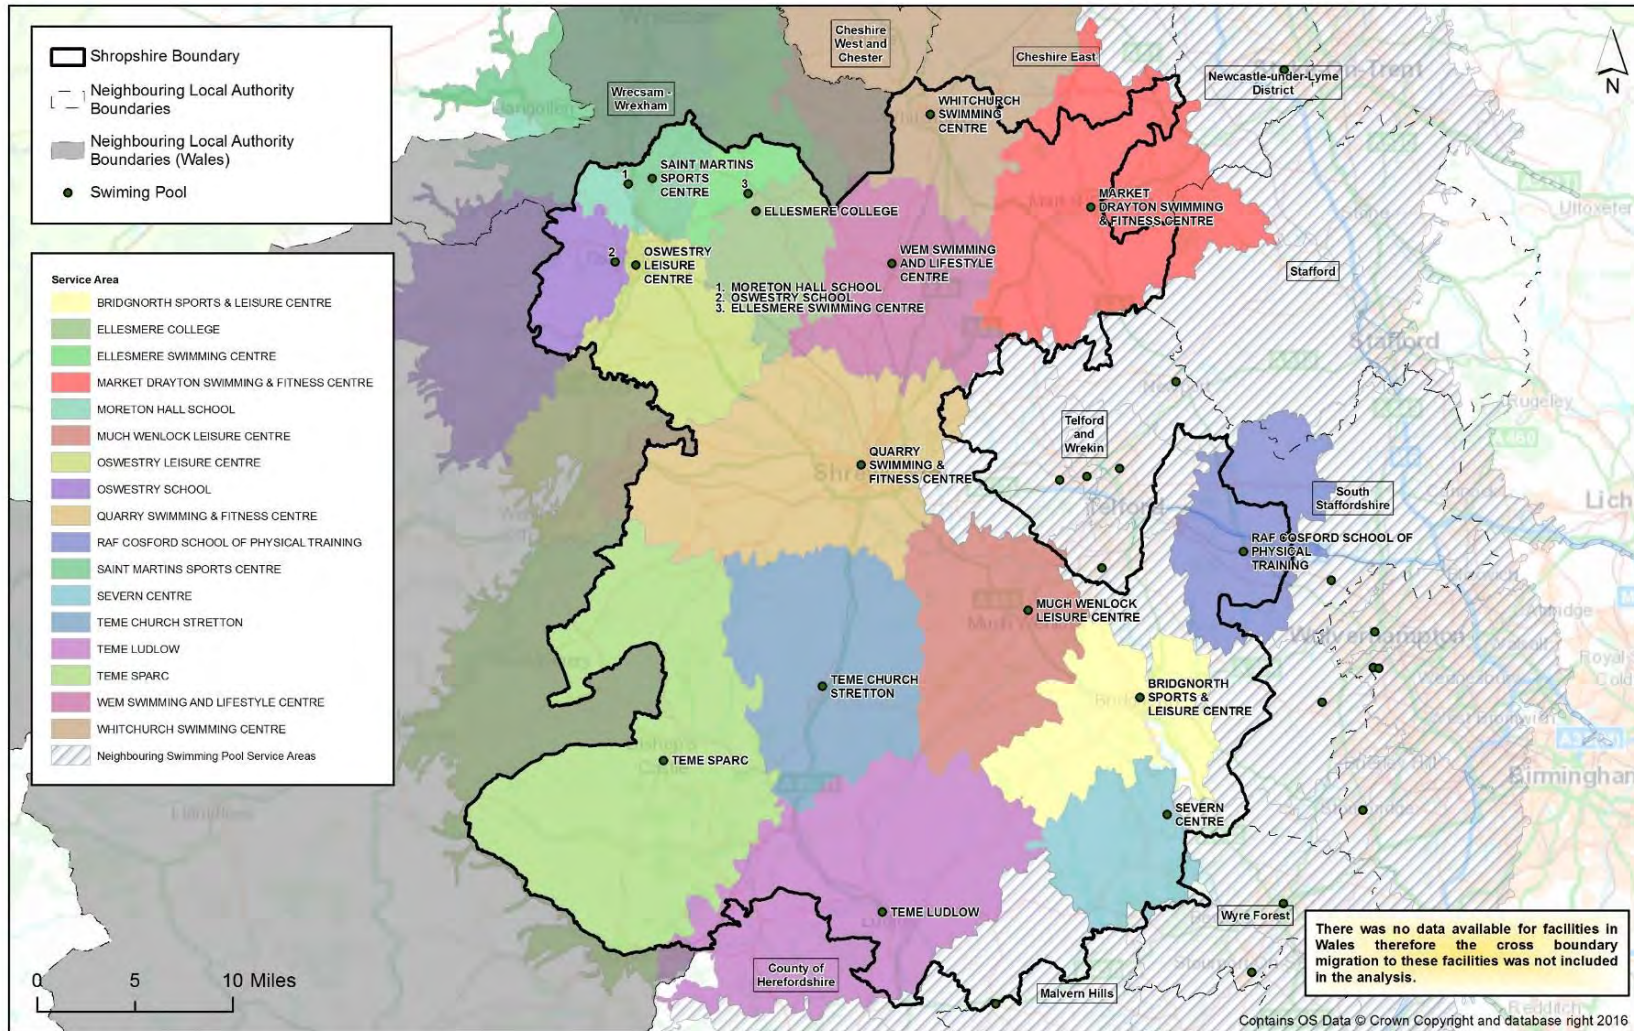 Shropshire Boundary
Neighbouring Local Authority
Boundaries
Neighbouring Local Authority
Boundaries (Wales)
Swiming Pool
Service Area
BRIDGNORTH SPORTS & LEISURE CENTRE
ELLESMERE COLLEGE
ELLESMERE SWIMMING CENTRE
MARKET DRAYTON SWIMMING & FITNESS CENTRE
MORETON HALL SCHOOL
MUCH WENLOCK LEISURE CENTRE
OSWESTRY LEISURE CENTRE
OSWESTRY SCHOOL
QUARRY SWIMMING & FITNESS CENTRE
RAF COSFORD SCHOOL OF PHYSICAL TRAINING
SAINT MARTINS SPORTS CENTRE
SEVERN CENTRE
TEME CHURCH STRETTON
TEME LUDLOW
TEME SPARC
WEM SWIMMING AND LIFESTYLE CENTRE
WHITCHURCH SWIMMING CENTRE
Neighbouring Swimming Pool Service Areas
0 5 10 Miles
Wrecsam -
Wrexham
Cheshire
West and
Chester
Cheshire East
Newcastle-under-Lyme
District
N
WHITCHURCH
SWIMMING
CENTRE
1
SAINT MARTINS
SPORTS
CENTRE
3
ELLESMERE COLLEGE
MARKET
DRAYTON SWIMMING
& FITNESS CENTRE
2
OSWESTRY
LEISURE
CENTRE
WEM SWIMMING
AND LIFESTYLE
CENTRE
1. MORETON HALL SCHOOL
2. OSWESTRY SCHOOL
3. ELLESMERE SWIMMING CENTRE
Stafford
Stafford
Uttoxeter
Rugeley
Telford
and
Wrekin
QUARRY
SWIMMING &
FITNESS CENTRE
Telford
South
Staffordshire
Lich
RAF COSFORD SCHOOL OF
PHYSICAL
TRAINING
MUCH WENLOCK
LEISURE CENTRE
Wolverhampton
Aldridge
TEME CHURCH
STRETTON
BRIDGNORTH
SPORTS &
LEISURE CENTRE
TEME SPARC
Birmingham
SEVERN
CENTRE
Llanidloes
TEME LUDLOW
Wyre Forest
County of
Herefordshire
Malvern Hills
Redditch
There was no data available for facilities in
Wales therefore the cross boundary
migration to these facilities was not included
in the analysis.
Contains OS Data © Crown Copyright and database right 2016